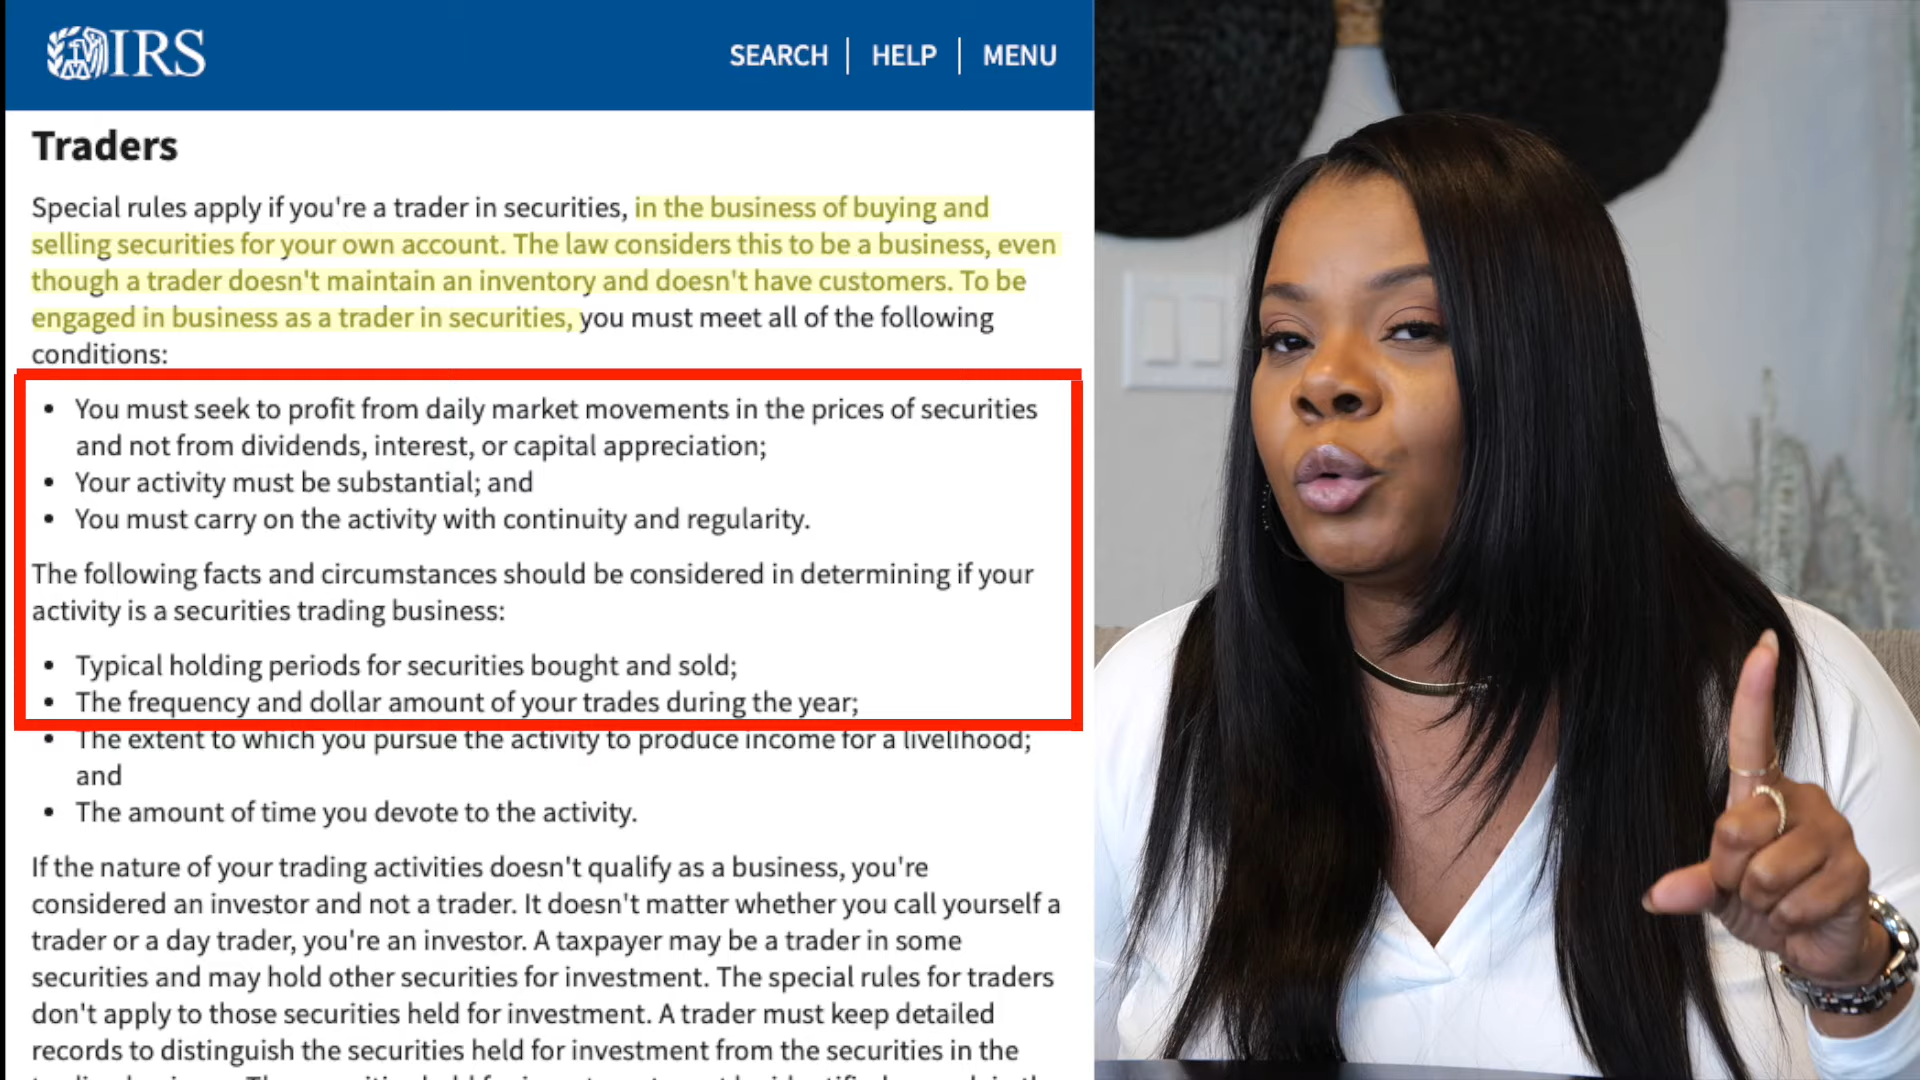 IRS
SEARCH | HELP | MENU
Traders
Special rules apply if you're a trader in securities, in the business of buying and
selling securities for your own account. The law considers this to be a business, even
though a trader doesn't maintain an inventory and doesn't have customers. To be
engaged in business as a trader in securities, you must meet all of the following
conditions:
• You must seek to profit from daily market movements in the prices of securities
and not from dividends, interest, or capital appreciation;
• Your activity must be substantial; and
• You must carry on the activity with continuity and regularity.
The following facts and circumstances should be considered in determining if your
activity is a securities trading business:
• Typical holding periods for securities bought and sold;
• The frequency and dollar amount of your trades during the year;
• The extent to which you pursue the activity to produce income for a livelihood;
and
• The amount of time you devote to the activity.
If the nature of your trading activities doesn't qualify as a business, you're
considered an investor and not a trader. It doesn't matter whether you call yourself a
trader or a day trader, you're an investor. A taxpayer may be a trader in some
securities and may hold other securities for investment. The special rules for traders
don't apply to those securities held for investment. A trader must keep detailed
records to distinguish the securities held for investment from the securities in the